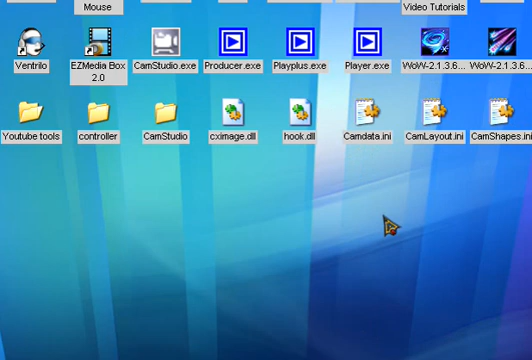 Mouse
Video Tutorials
Ventrilo
EZMedia Box 2.0
CamStudio.exe
Producer.exe
Playplus.exe
Player.exe
WoW-2.1.3.6...
WoW-2.1.3.6...
Youtube tools
controller
CamStudio
cximage.dll
hook.dll
Camdata.ini
CamLayout.ini
CamShapes.ini